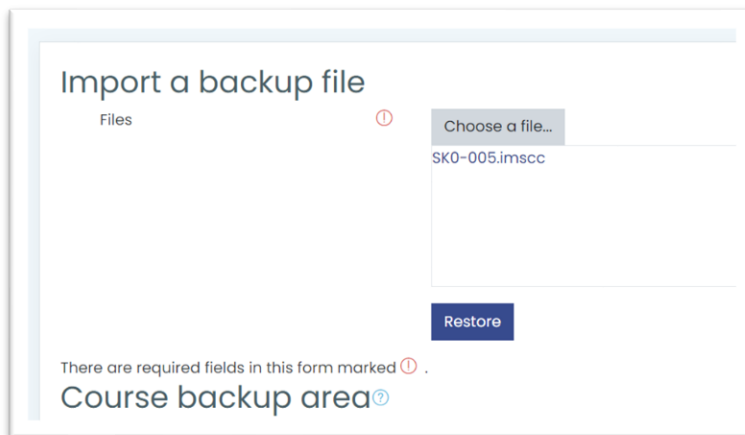 Import a backup file
Files
Choose a file...
SK0-005.imscc
Restore
There are required fields in this form marked .
Course backup area